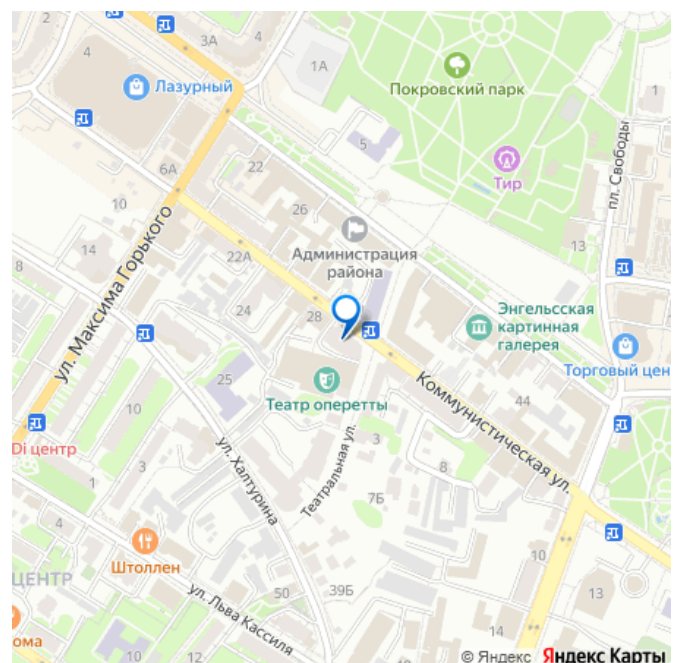 2
3А
4
1А
Лазурный
Покровский парк
1
пл. Свободы
5
Тир
6А
22
10
26
Администрация
района
13
14
8
22А
ул. Максима Горького
24
28
Энгельсская
картинная
галерея
Торговый цен
25
Театр оперетты
Коммунистическая ул.
44
10
Di центр
ул. Халтурина
Театральная ул.
3
8
3
1
7Б
4
Штоллен
10
ЦЕНТР
50
39Б
13
ул. Льва Кассиля
14
ома
10
12
© Яндекс Яндекс Карты